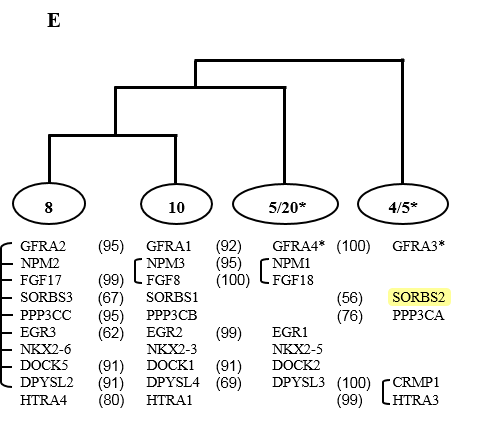 E
8 10 5/20* 4/5*
GFRA2 (95) GFRA1 (92) GFRA4* (100) GFRA3*
NPM2 NPM3 (95) NPM1
FGF17 (99) FGF8 (100) FGF18
SORBS3 (67) SORBS1 (56) SORBS2
PPP3CC (95) PPP3CB (76) PPP3CA
EGR3 (62) EGR2 (99) EGR1
NKX2-6 NKX2-3 NKX2-5
DOCK5 (91) DOCK1 (91) DOCK2
DPYSL2 (91) DPYSL4 (69) DPYSL3 (100) CRMP1
HTRA4 (80) HTRA1 (99) HTRA3